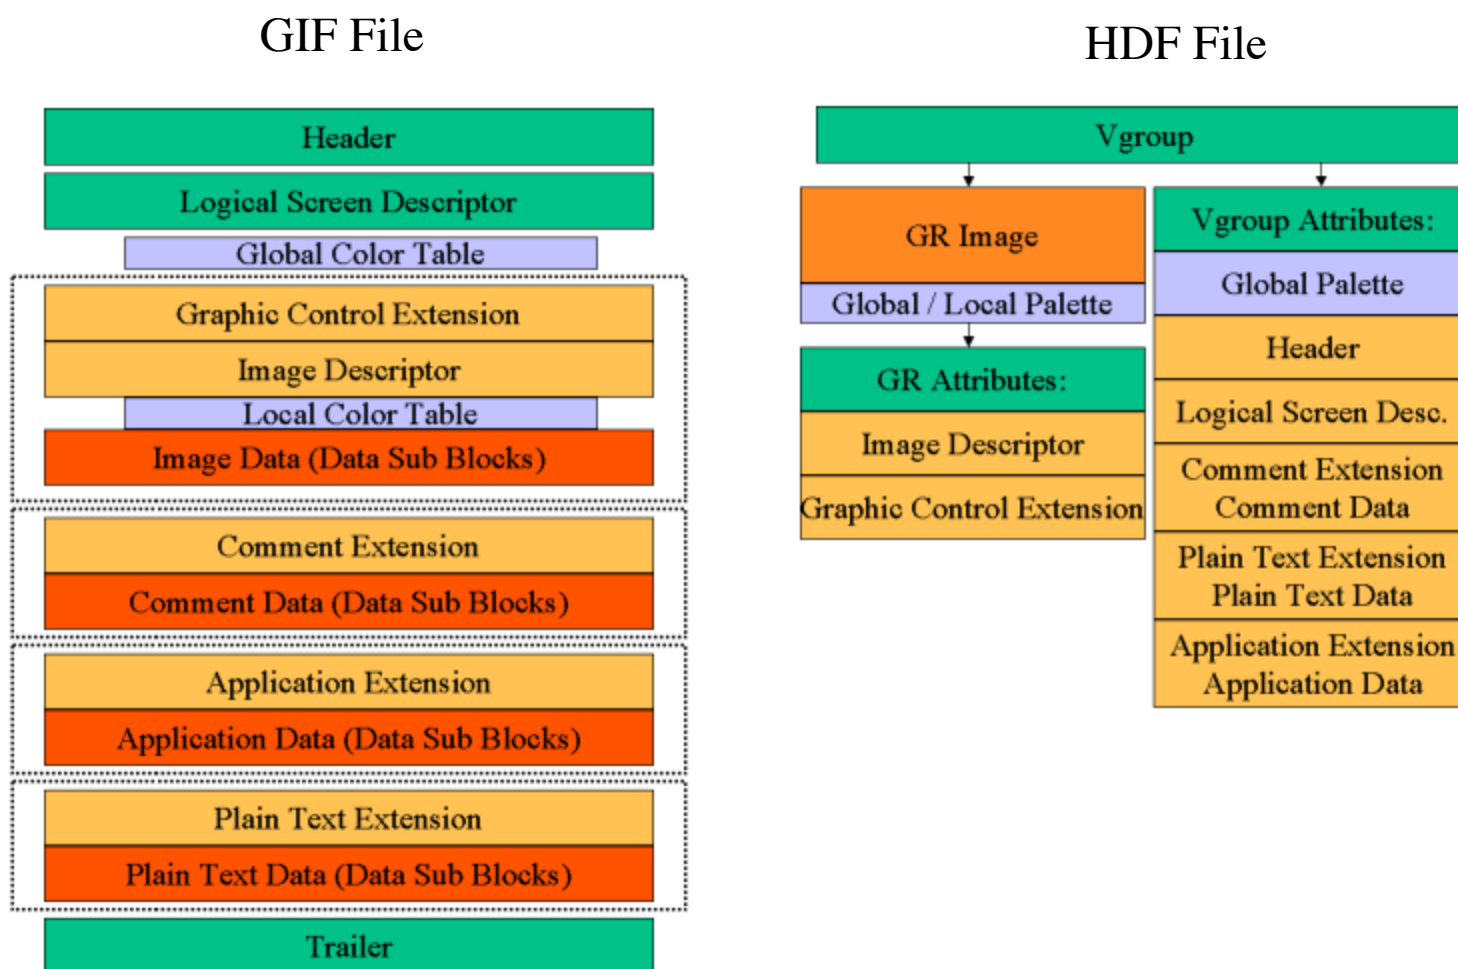 GIF File
Header
Logical Screen Descriptor
Global Color Table
Graphic Control Extension
Image Descriptor
Local Color Table
Image Data (Data Sub Blocks)
Comment Extension
Comment Data (Data Sub Blocks)
Application Extension
Application Data (Data Sub Blocks)
Plain Text Extension
Plain Text Data (Data Sub Blocks)
Trailer
HDF File
Vgroup
GR Image
Global / Local Palette
GR Attributes:
Image Descriptor
Graphic Control Extension
Vgroup Attributes:
Global Palette
Header
Logical Screen Desc.
Comment Extension
Comment Data
Plain Text Extension
Plain Text Data
Application Extension
Application Data